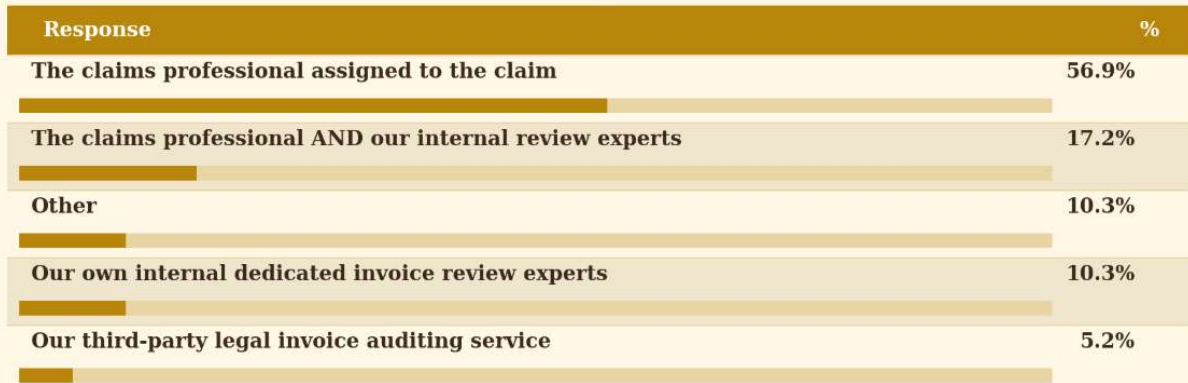 Response %
The claims professional assigned to the claim 56.9%
The claims professional AND our internal review experts 17.2%
Other 10.3%
Our own internal dedicated invoice review experts 10.3%
Our third-party legal invoice auditing service 5.2%